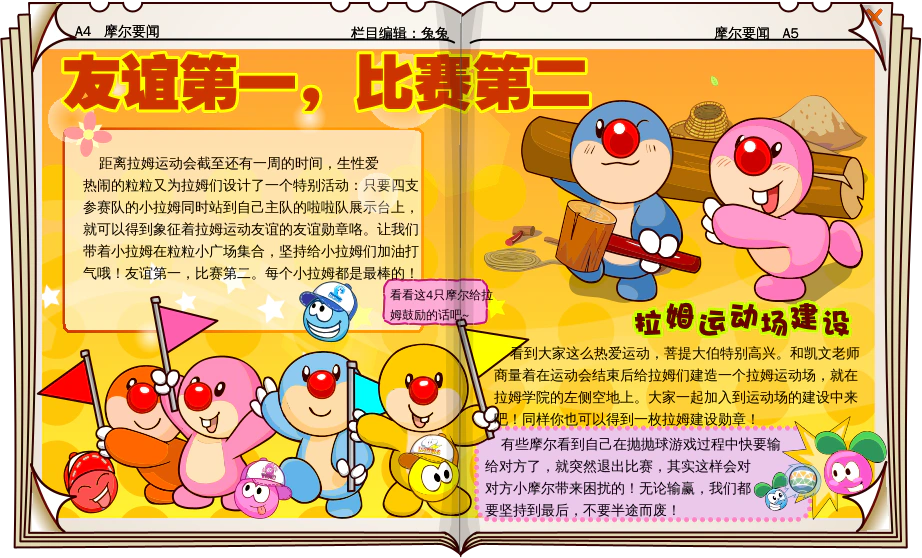 A4 摩尔要闻
栏目编辑：兔兔
摩尔要闻 A5
友谊第一，比赛第二
距离拉姆运动会截至还有一周的时间，生性爱
热闹的粒粒又为拉姆们设计了一个特别活动：只要四支
参赛队的小拉姆同时站到自己主队的啦啦队展示台上，
就可以得到象征着拉姆运动友谊的友谊勋章咯。让我们
带着小拉姆在粒粒小广场集合，坚持给小拉姆们加油打
气哦！友谊第一，比赛第二。每个小拉姆都是最棒的！
看看这4只摩尔给拉
姆鼓励的话吧~
拉姆运动场建设
看到大家这么热爱运动，菩提大伯特别高兴。和凯文老师
商量着在运动会结束后给拉姆们建造一个拉姆运动场，就在
拉姆学院的左侧空地上。大家一起加入到运动场的建设中来
吧！同样你也可以得到一枚拉姆建设勋章！
有些摩尔看到自己在抛抛球游戏过程中快要输
给对方了，就突然退出比赛，其实这样会对
对方小摩尔带来困扰的！无论输赢，我们都
要坚持到最后，不要半途而废！